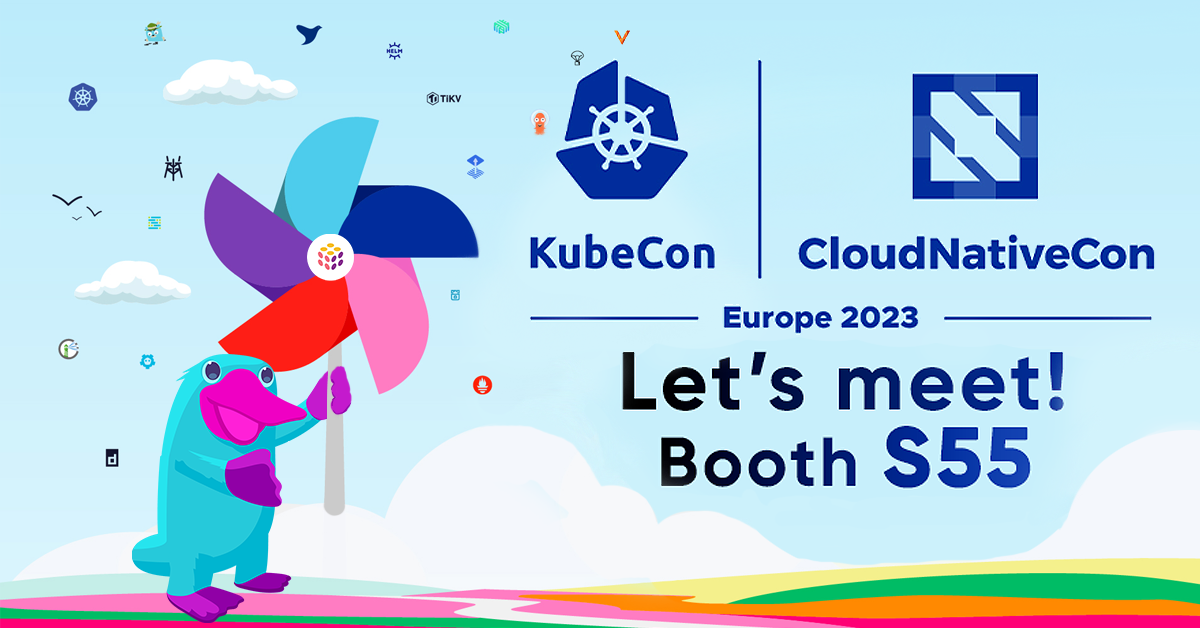 HELM
TiKV
KubeCon
CloudNativeCon
Europe 2023
Let's meet!
Booth S55
d